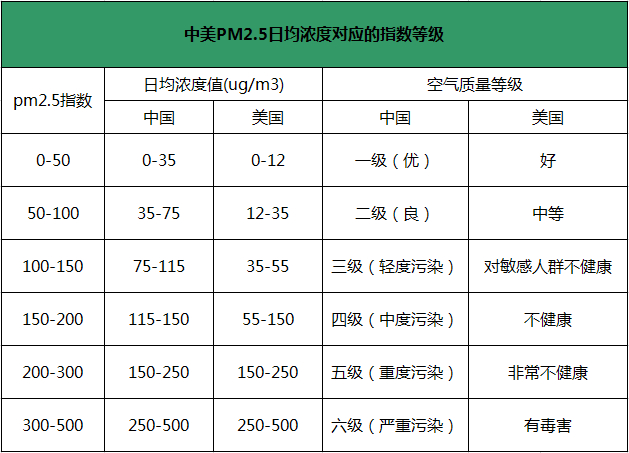 中美PM2.5日均浓度对应的指数等级
pm2.5指数 日均浓度值(ug/m3) 空气质量等级
中国 美国 中国 美国
0-50 0-35 0-12 一级（优） 好
50-100 35-75 12-35 二级（良） 中等
100-150 75-115 35-55 三级（轻度污染） 对敏感人群不健康
150-200 115-150 55-150 四级（中度污染） 不健康
200-300 150-250 150-250 五级（重度污染） 非常不健康
300-500 250-500 250-500 六级（严重污染） 有毒害